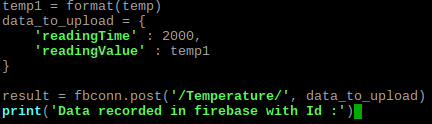 temp1 = format(temp)
data_to_upload = {
    'readingTime' : 2000,
    'readingValue' : temp1
}
result = fbconn.post('/Temperature/', data_to_upload)
print('Data recorded in firebase with Id :')